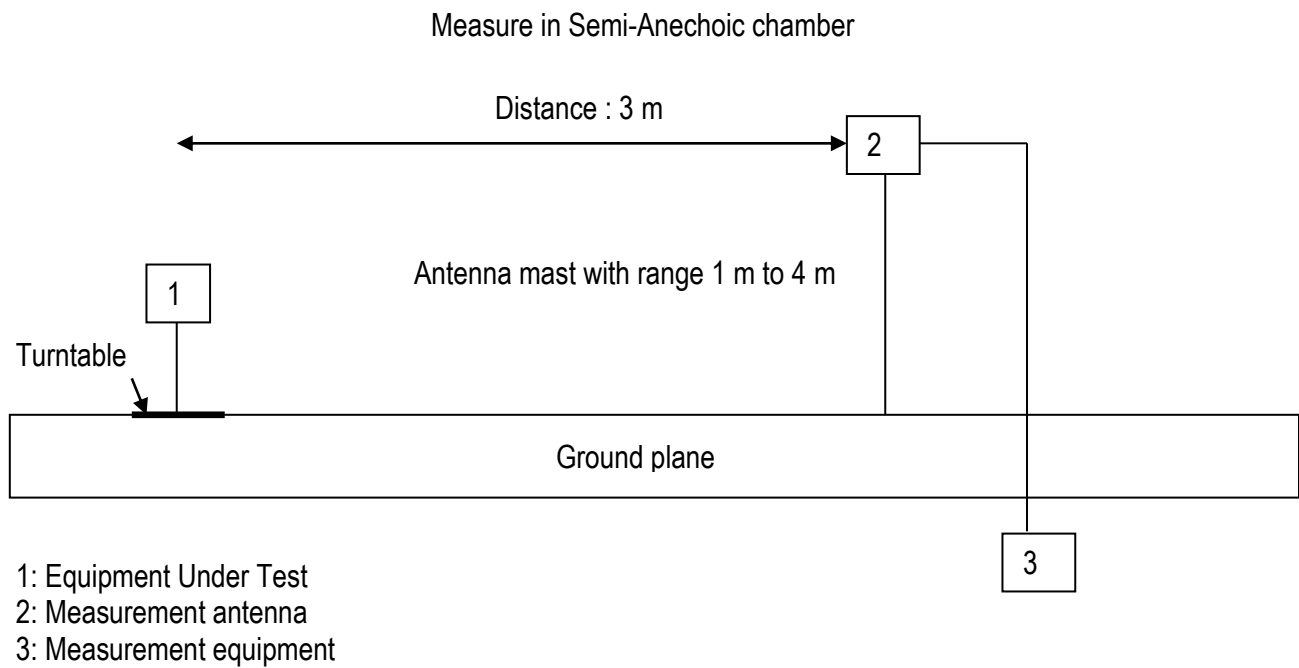 Measure in Semi-Anechoic chamber
Distance : 3 m
2
Antenna mast with range 1 m to 4 m
1
Turntable
Ground plane
3
1: Equipment Under Test
2: Measurement antenna
3: Measurement equipment